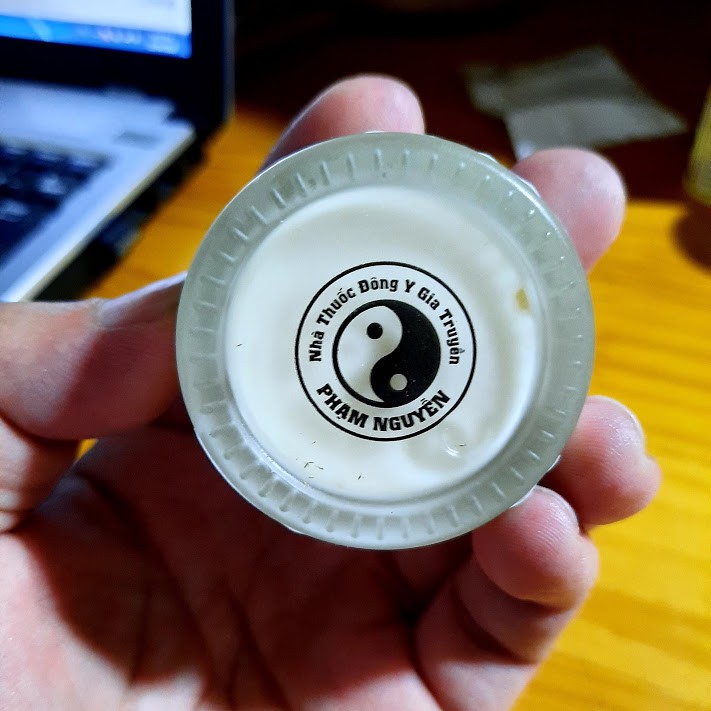 Nhà Thuốc Đông Y Gia Truyền
PHẠM NGUYỄN